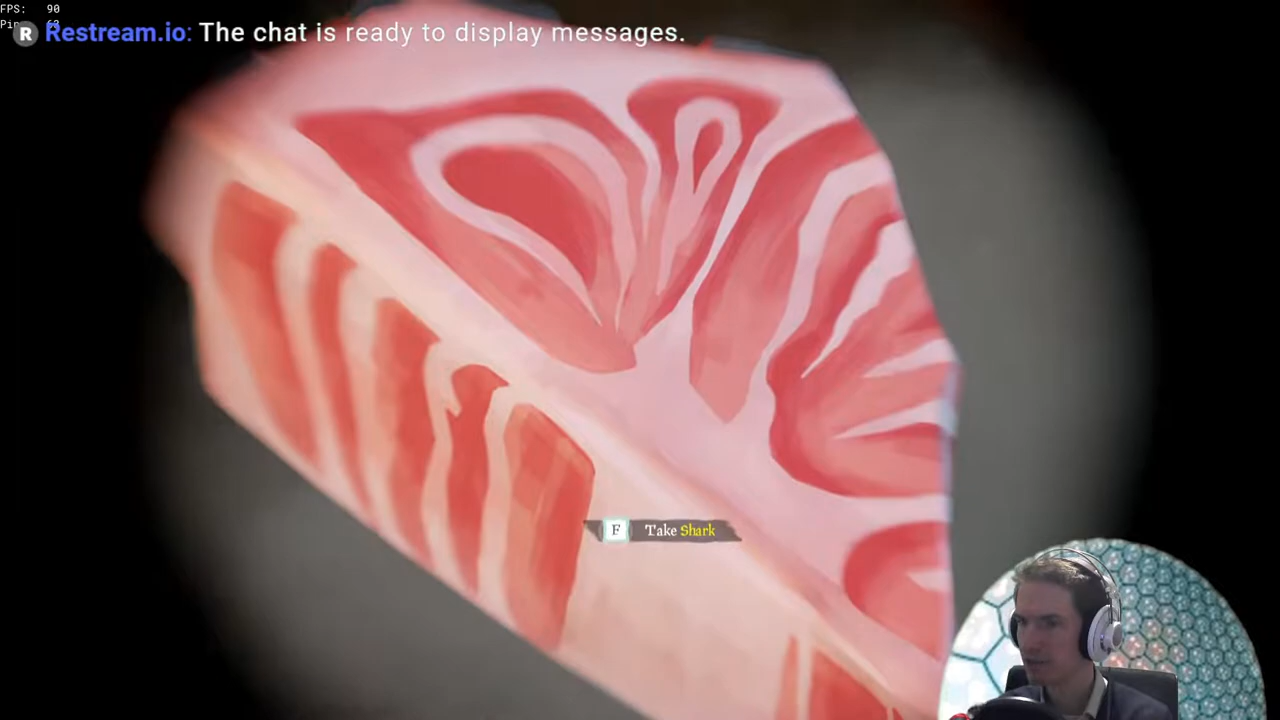 FPS: 90
R Restream.io: The chat is ready to display messages.
F Take Shark